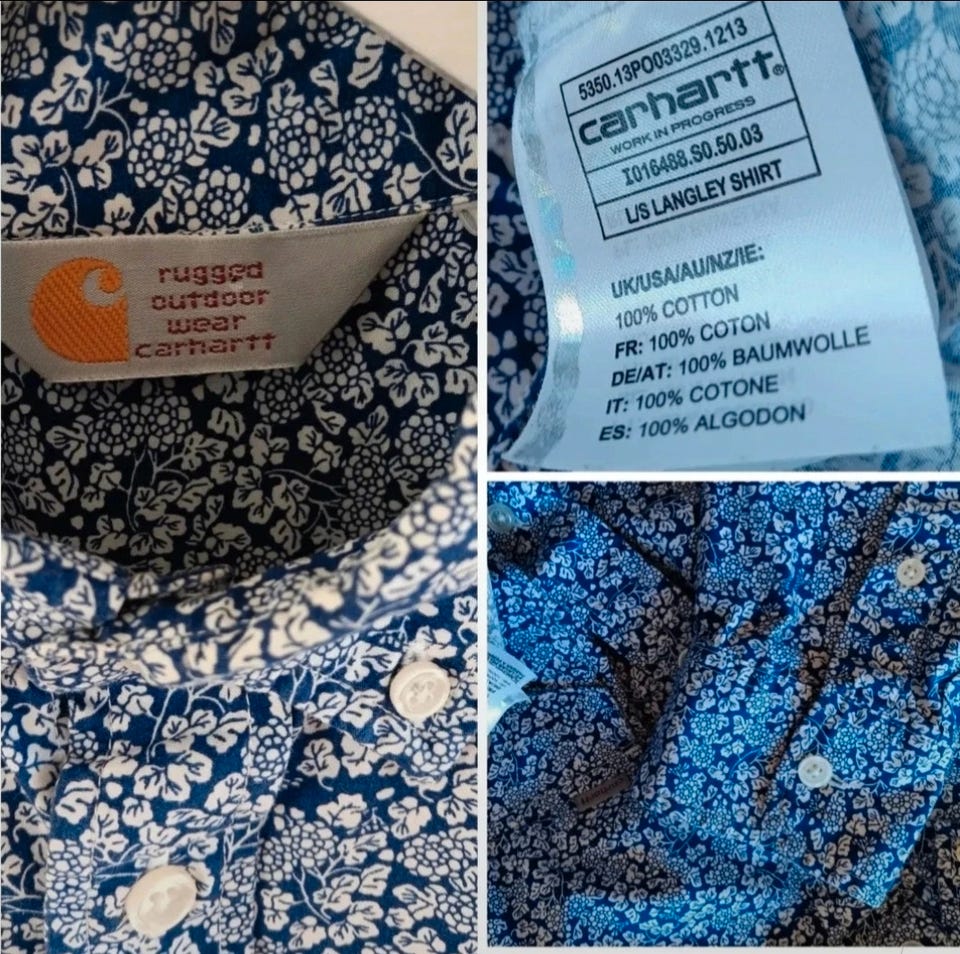 rugged
outdoor
wear
carhartt
5350.13PO03329.1213
carhartt®
WORK IN PROGRESS
I016488.S0.50.03
L/S LANGLEY SHIRT
UK/USA/AU/NZ/IE:
100% COTTON
FR: 100% COTON
DE/AT: 100% BAUMWOLLE
IT: 100% COTONE
ES: 100% ALGODON